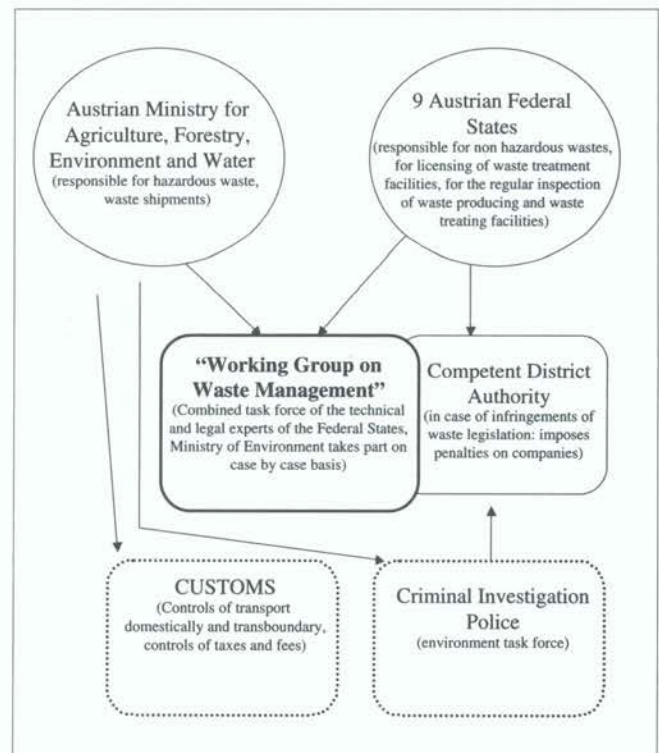 Austrian Ministry for
Agriculture, Forestry,
Environment and Water
(responsible for hazardous waste,
waste shipments)
9 Austrian Federal
States
(responsible for non hazardous wastes,
for licensing of waste treatment
facilities, for the regular inspection
of waste producing and waste
treating facilities)
“Working Group on
Waste Management”
(Combined task force of the technical
and legal experts of the Federal States,
Ministry of Environment takes part on
case by case basis)
Competent District
Authority
(in case of infringements of
waste legislation: imposes
penalties on companies)
CUSTOMS
(Controls of transport
domestically and transboundary,
controls of taxes and fees)
Criminal Investigation
Police
(environment task force)